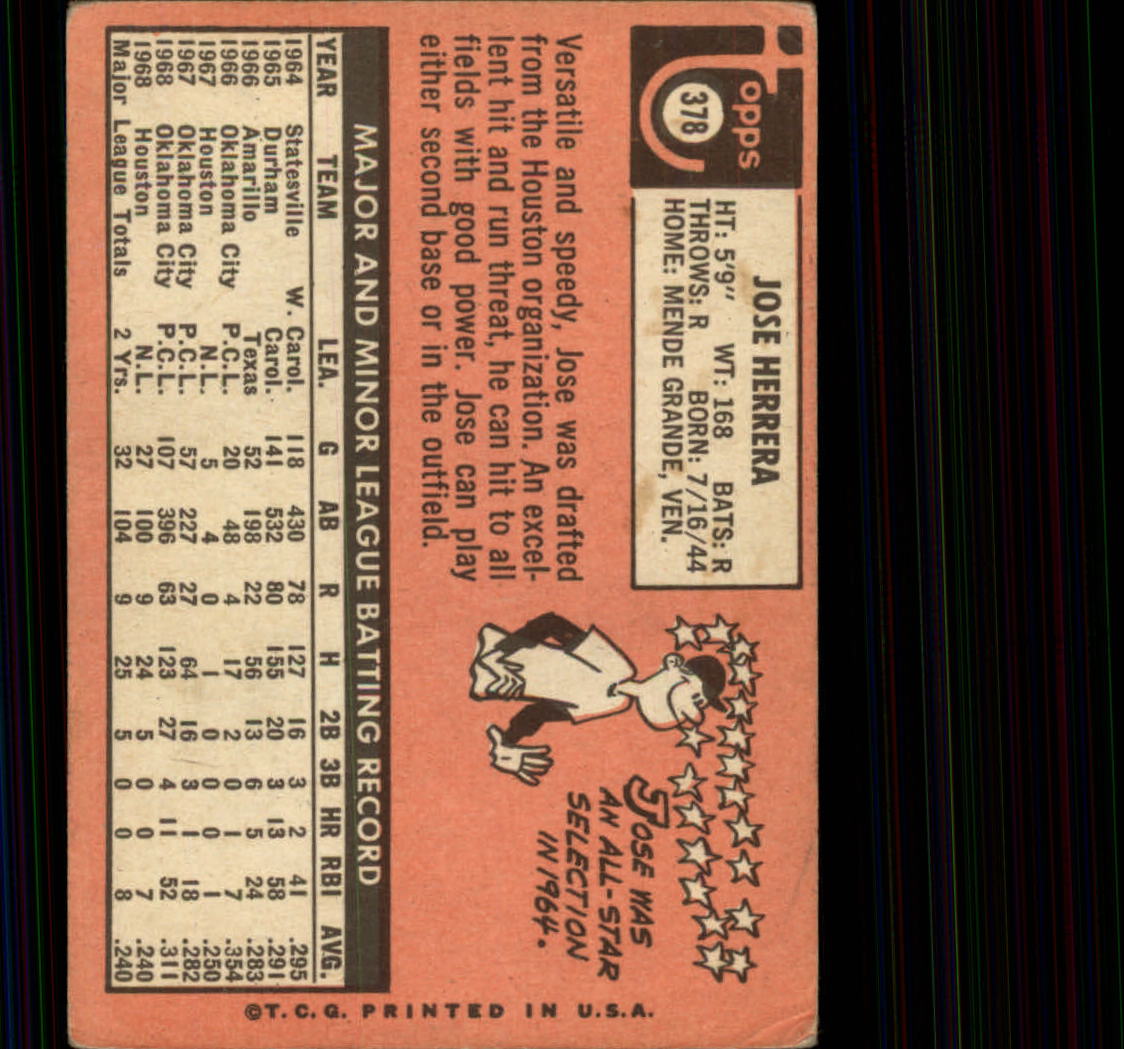 Topps
378
JOSE HERRERA
HT: 5'9" WT: 168 BATS: R
THROWS: R BORN: 7/16/44
HOME: MENDE GRANDE, VEN.
Versatile and speedy, Jose was drafted
from the Houston organization. An excel-
lent hit and run threat, he can hit to all
fields with good power. Jose can play
either second base or in the outfield.
JOSE WAS
AN ALL-STAR
SELECTION
IN 1964.
MAJOR AND MINOR LEAGUE BATTING RECORD
YEAR TEAM LEA. G AB R H 2B 3B HR RBI AVG.
1964 Statesville W. Carol. 118 430 78 127 16 3 2 41 .295
1965 Durham Carol. 141 532 80 155 20 3 13 58 .291
1966 Amarillo Texas 52 198 22 56 13 6 5 24 .283
1966 Oklahoma City P.C.L. 20 48 4 17 2 0 1 7 .354
1967 Houston N.L. 5 4 0 1 0 0 0 1 .250
1967 Oklahoma City P.C.L. 57 227 27 64 16 3 1 18 .282
1968 Oklahoma City P.C.L. 107 396 63 123 27 4 11 52 .311
1968 Houston N.L. 27 100 9 24 5 0 0 7 .240
Major League Totals 2 Yrs. 32 104 9 25 5 0 0 8 .240
©T.C.G. PRINTED IN U.S.A.